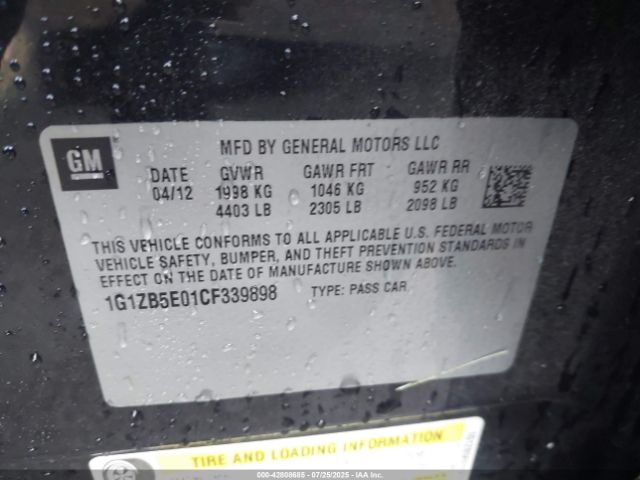 GM
MFD BY GENERAL MOTORS LLC
DATE GVWR GAWR FRT GAWR RR
04/12 1998 KG 1046 KG 952 KG
4403 LB 2305 LB 2098 LB
THIS VEHICLE CONFORMS TO ALL APPLICABLE U.S. FEDERAL MOTOR
VEHICLE SAFETY, BUMPER, AND THEFT PREVENTION STANDARDS IN
EFFECT ON THE DATE OF MANUFACTURE SHOWN ABOVE.
1G1ZB5E01CF339898 TYPE: PASS CAR
TIRE AND LOADING INFORMATION
000-42808685 - 07/25/2025 - IAA Inc.